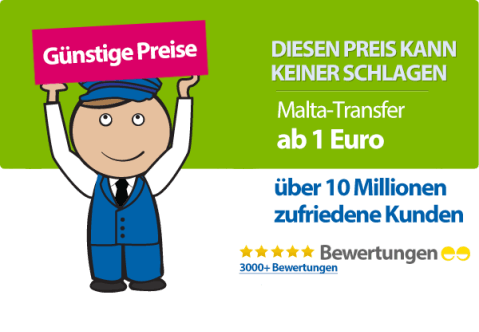 Günstige Preise
DIESEN PREIS KANN
KEINER SCHLAGEN
Malta-Transfer
ab 1 Euro
über 10 Millionen
zufriedene Kunden
Bewertungen
3000+ Bewertungen